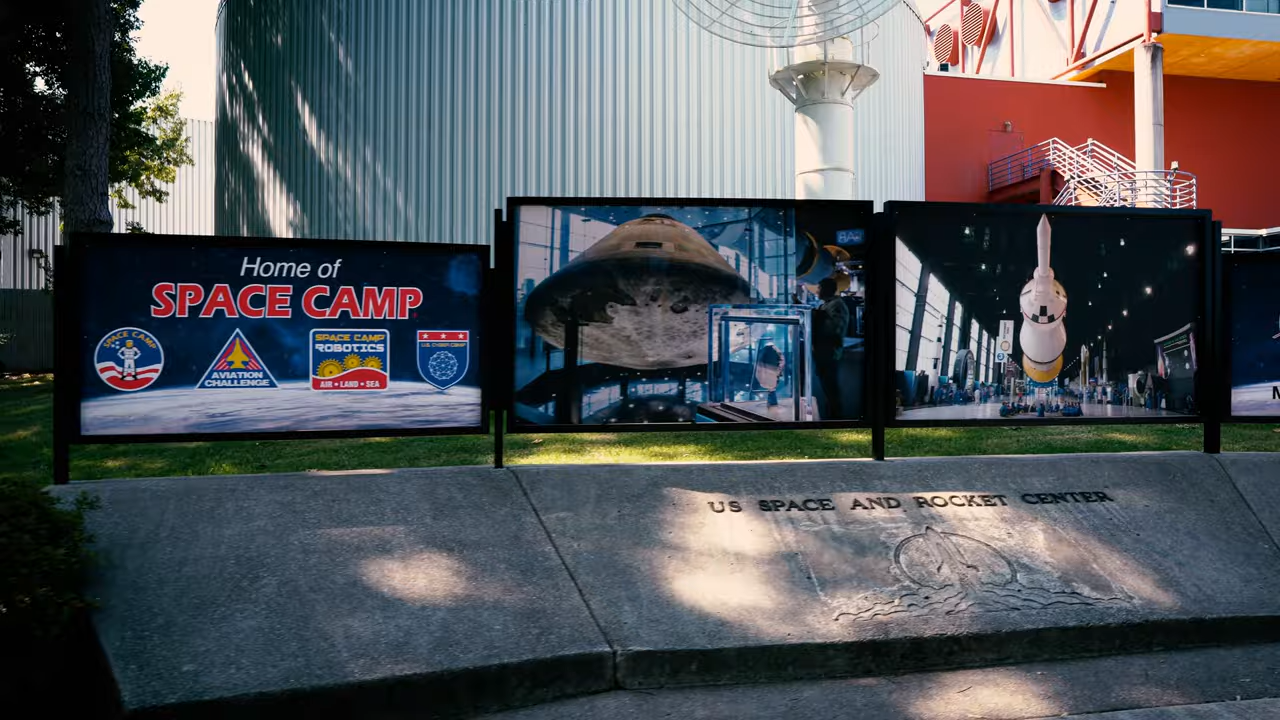 Home of
SPACE CAMP
SPACE CAMP
AVIATION
CHALLENGE
SPACE CAMP
ROBOTICS
AIR • LAND • SEA
U.S. CYBER CAMP
US SPACE AND ROCKET CENTER